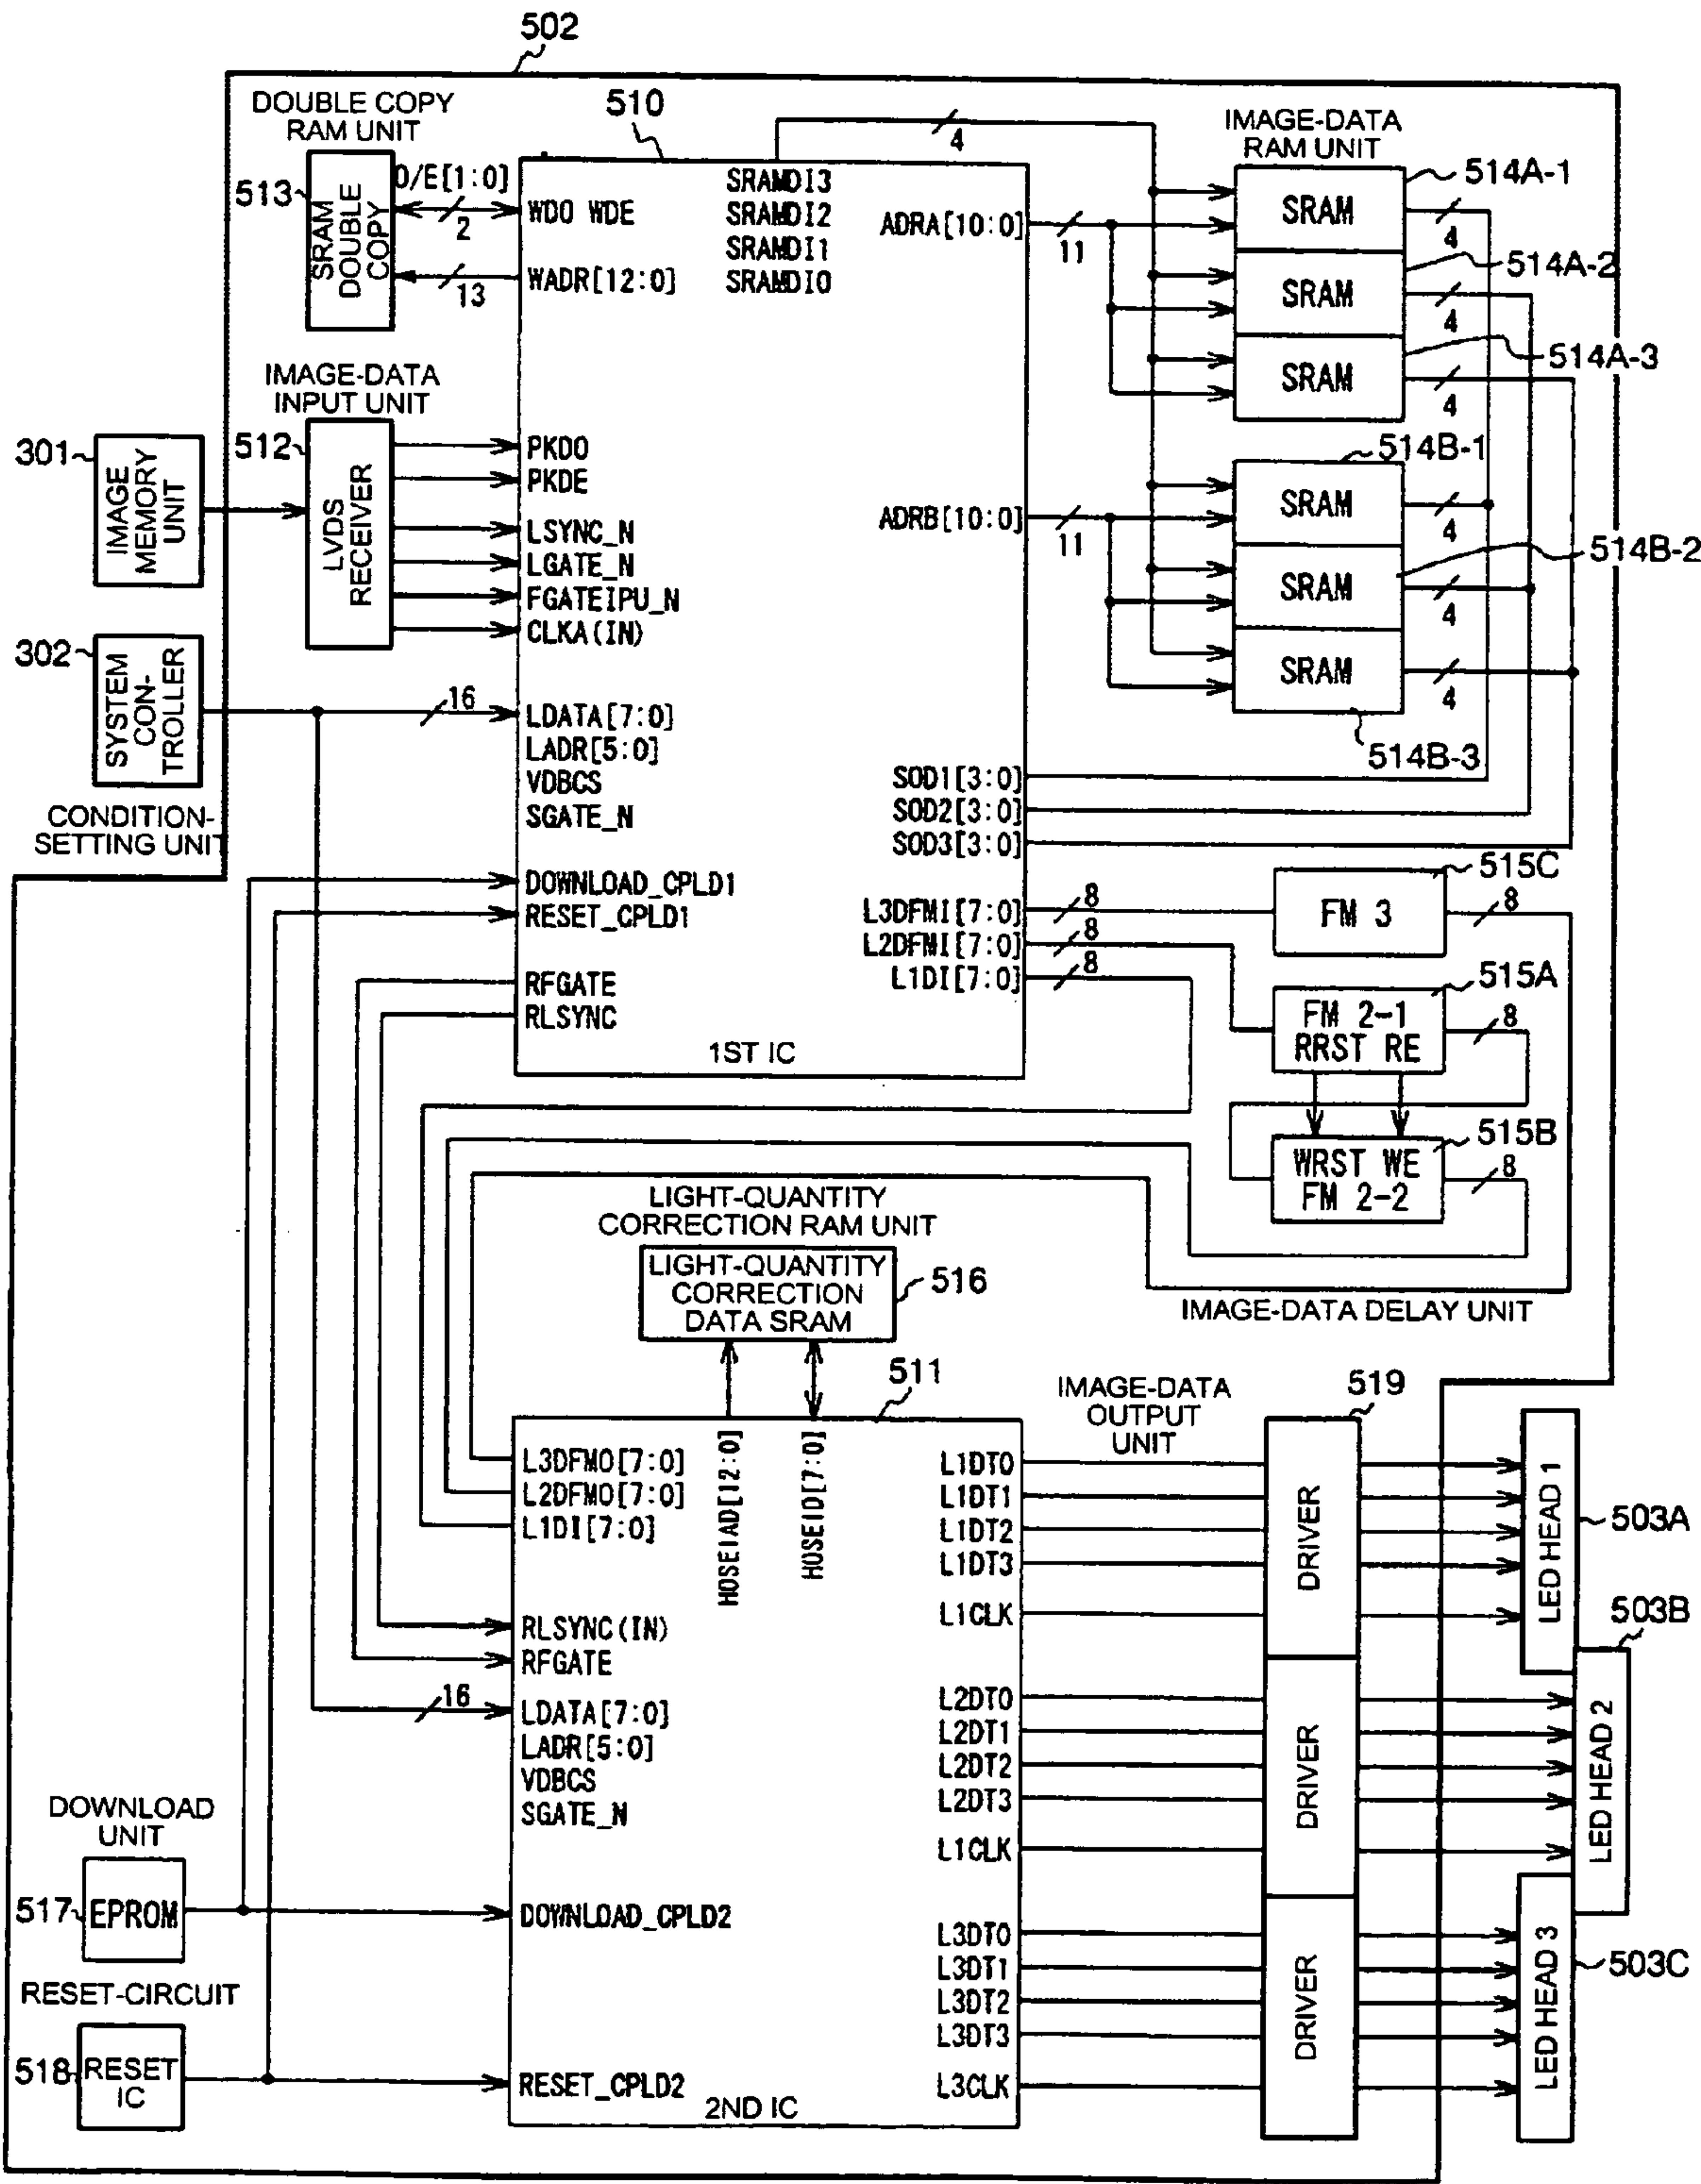 502
DOUBLE COPY
RAM UNIT
510
4
IMAGE-DATA
RAM UNIT
513
SRAM
DOUBLE
COPY
O/E[1:0]
2
13
WDO WDE
WADR[12:0]
SRAMDI3
SRAMDI2
SRAMDI1
SRAMDI0
ADRA[10:0]
11
SRAM
4
514A-1
SRAM
4
514A-2
SRAM
4
514A-3
IMAGE-DATA
INPUT UNIT
301
IMAGE
MEMORY
UNIT
512
LVDS
RECEIVER
PKDO
PKDE
LSYNC_N
LGATE_N
FGATEIPU_N
CLKA(IN)
ADRB[10:0]
11
514B-1
SRAM
4
514B-2
SRAM
4
SRAM
4
514B-3
302
SYSTEM
CON-
TROLLER
CONDITION-
SETTING UNIT
16
LDATA[7:0]
LADR[5:0]
VDBCS
SGATE_N
SOD1[3:0]
SOD2[3:0]
SOD3[3:0]
DOWNLOAD_CPLD1
RESET_CPLD1
RFGATE
RLSYNC
L3DFMI[7:0]
8
L2DFMI[7:0]
8
L1DI[7:0]
8
1ST IC
515C
FM 3
8
515A
FM 2-1
RRST RE
8
515B
WRST WE
FM 2-2
8
LIGHT-QUANTITY
CORRECTION RAM UNIT
LIGHT-QUANTITY
CORRECTION
DATA SRAM
516
IMAGE-DATA DELAY UNIT
511
IMAGE-DATA
OUTPUT
UNIT
519
L3DFMO[7:0]
L2DFMO[7:0]
L1DI[7:0]
HOSEIAD[12:0]
HOSEID[7:0]
RLSYNC(IN)
RFGATE
16
LDATA[7:0]
LADR[5:0]
VDBCS
SGATE_N
L1DT0
L1DT1
L1DT2
L1DT3
L1CLK
DRIVER
LED HEAD 1
503A
503B
L2DT0
L2DT1
L2DT2
L2DT3
L1CLK
DRIVER
LED HEAD 2
DOWNLOAD
UNIT
517
EPROM
DOWNLOAD_CPLD2
L3DT0
L3DT1
L3DT2
L3DT3
L3CLK
DRIVER
LED HEAD 3
503C
RESET-CIRCUIT
518
RESET
IC
RESET_CPLD2
2ND IC